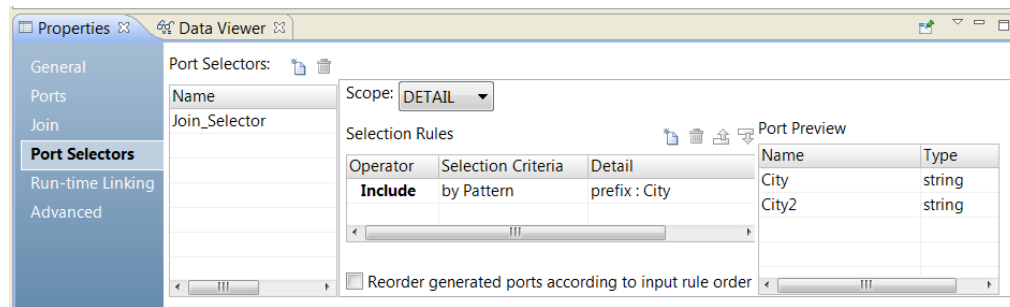 Properties Data Viewer
General
Ports
Join
Port Selectors
Run-time Linking
Advanced
Port Selectors:
Name
Join_Selector
Scope: DETAIL
Selection Rules
Operator Selection Criteria Detail
Include by Pattern prefix : City
Reorder generated ports according to input rule order
Port Preview
Name Type
City string
City2 string